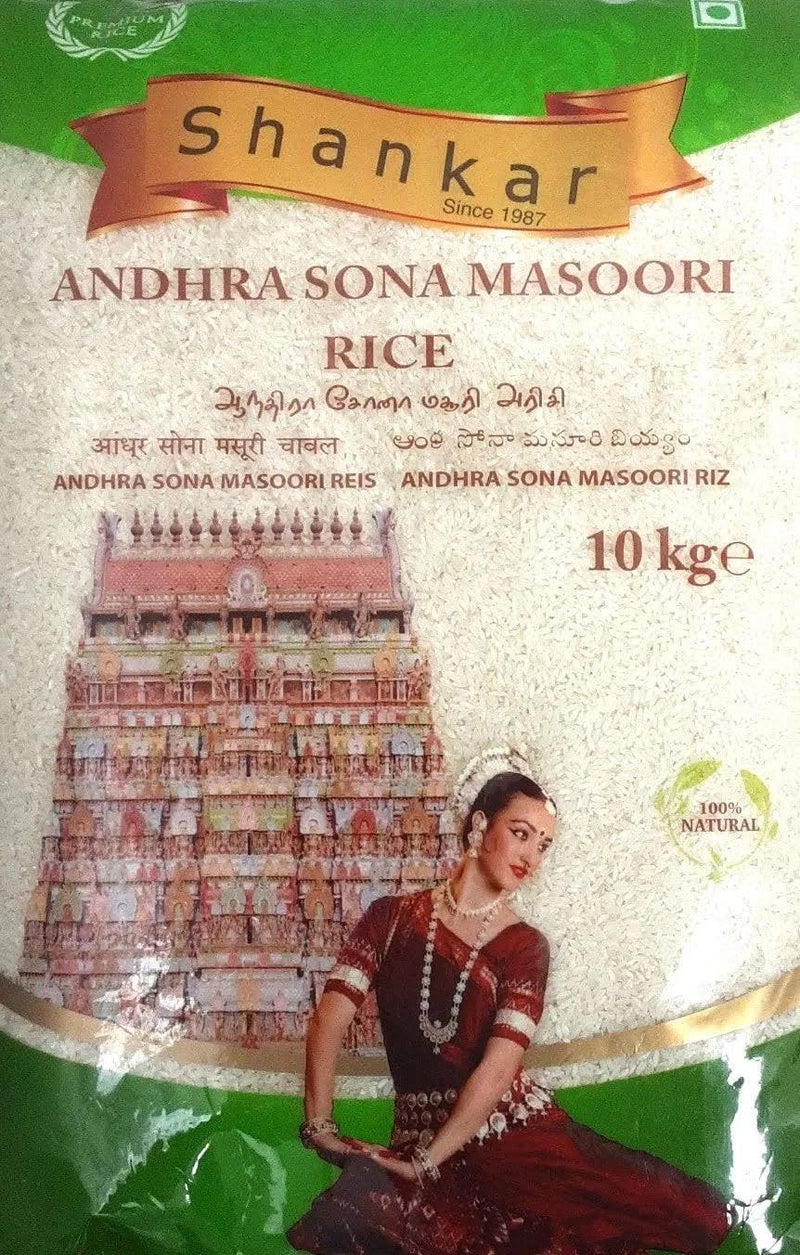 PREMIUM
RICE
Shankar
Since 1987
ANDHRA SONA MASOORI
RICE
ஆந்திரா சோனா மசூரி அரிசி
आंध्र सोना मसूरी चावल ఆంధ్ర సోనా మసూరి బియ్యం
ANDHRA SONA MASOORI REIS ANDHRA SONA MASOORI RIZ
10 kg℮
100%
NATURAL